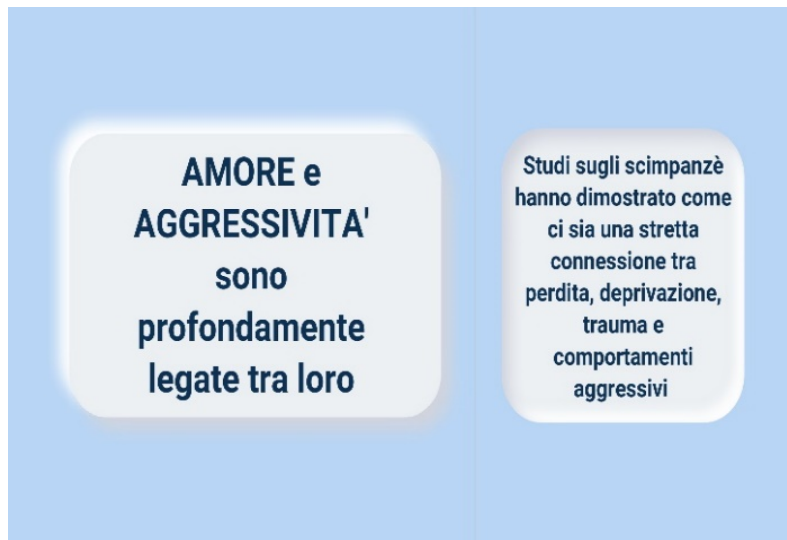 AMORE e
AGGRESSIVITA'
sono
profondamente
legate tra loro
Studi sugli scimpanzè
hanno dimostrato come
ci sia una stretta
connessione tra
perdita, deprivazione,
trauma e
comportamenti
aggressivi